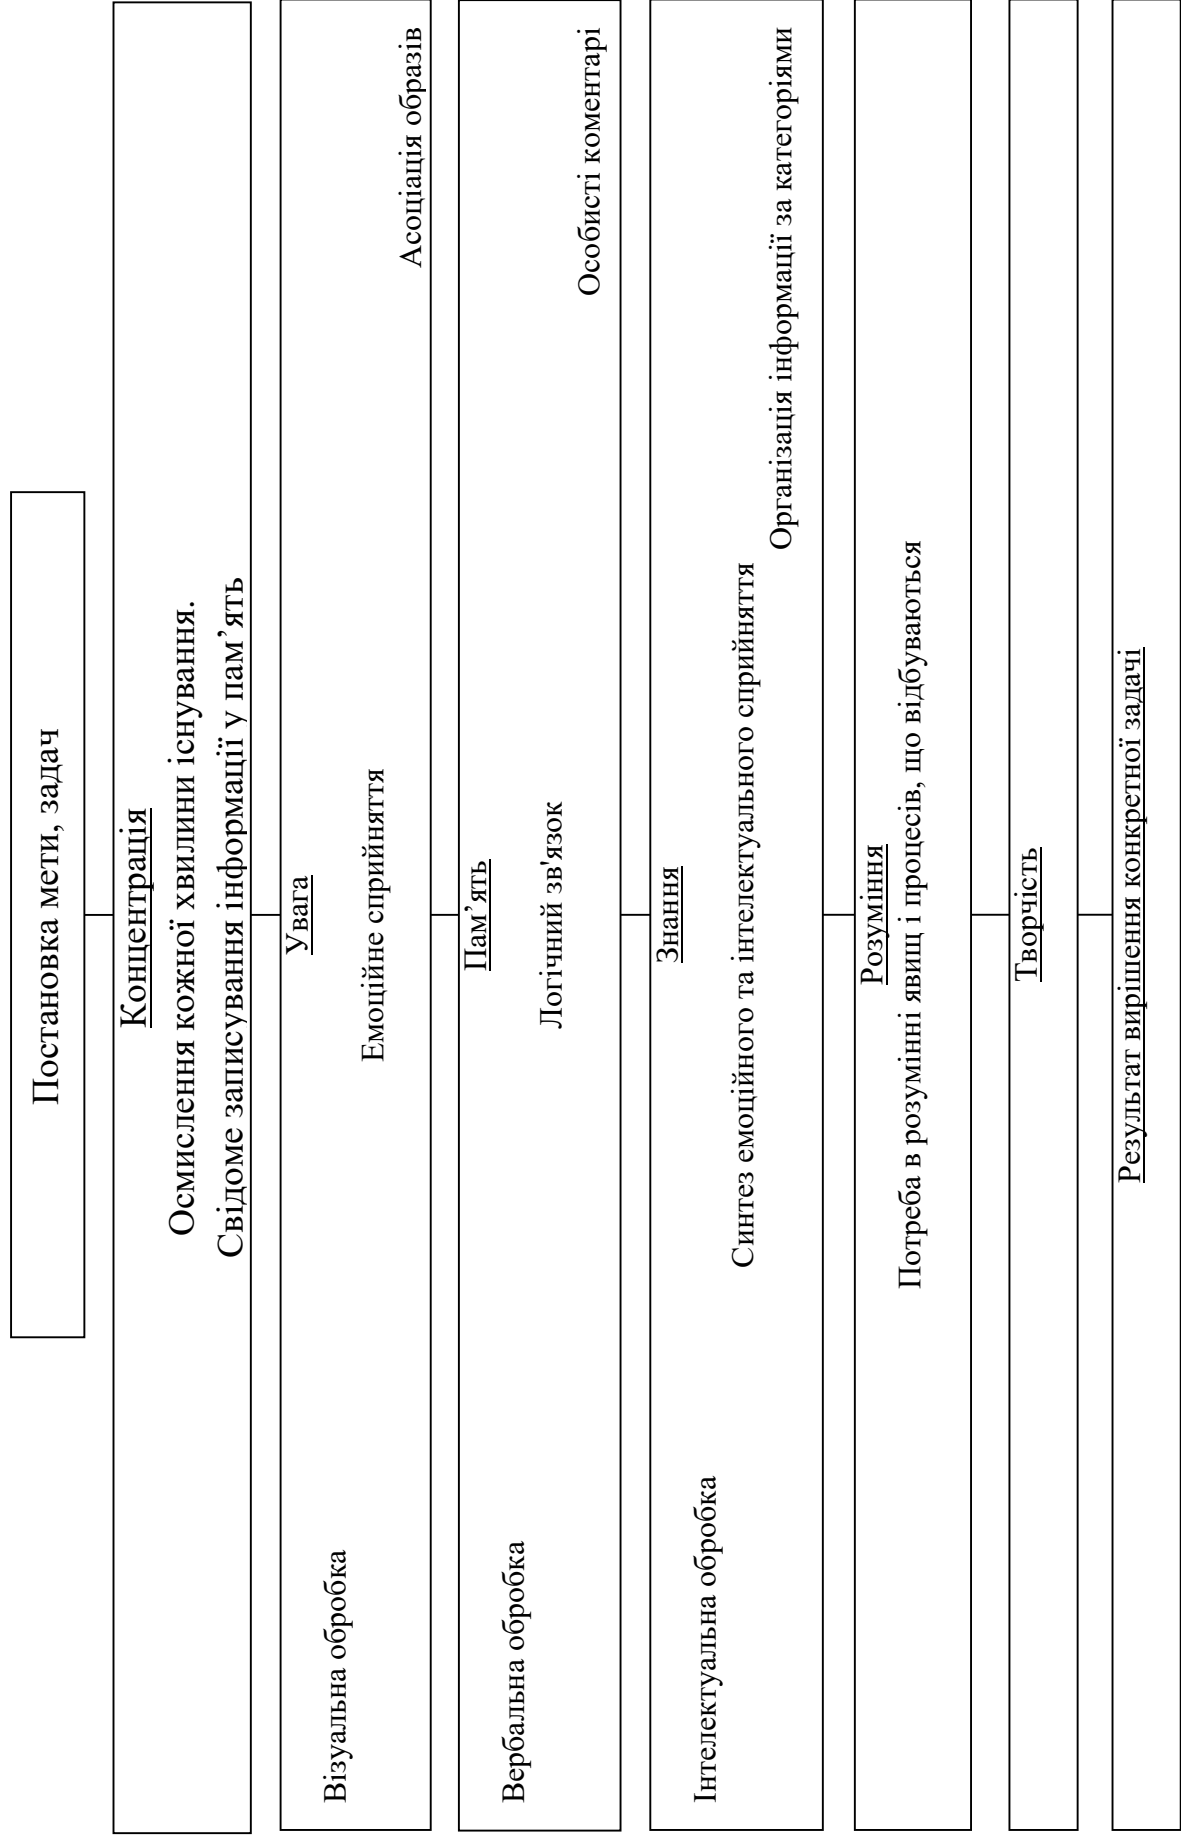 Постановка мети, задач
Концентрація
Осмислення кожної хвилини існування.
Свідоме записування інформації у пам’ять
Увага
Візуальна обробка
Емоційне сприйняття
Асоціація образів
Пам’ять
Вербальна обробка
Логічний зв'язок
Особисті коментарі
Знання
Інтелектуальна обробка
Синтез емоційного та інтелектуального сприйняття
Організація інформації за категоріями
Розуміння
Потреба в розумінні явищ і процесів, що відбуваються
Творчість
Результат вирішення конкретної задачі